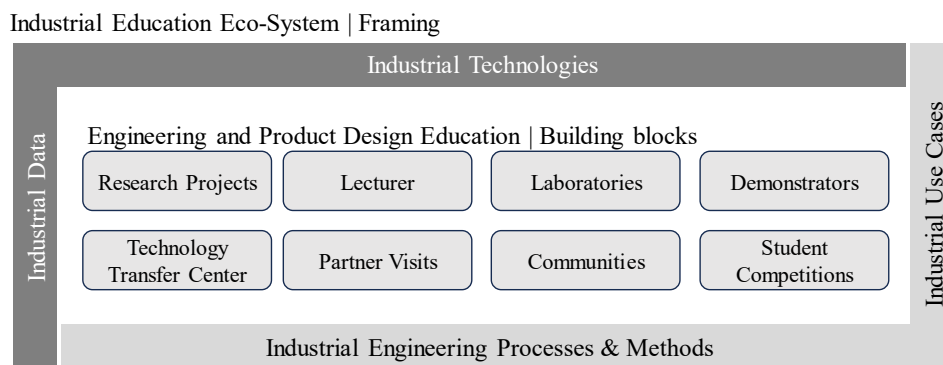 Industrial Education Eco-System | Framing
Industrial Technologies
Industrial Data
Engineering and Product Design Education | Building blocks
Research Projects
Lecturer
Laboratories
Demonstrators
Technology
Transfer Center
Partner Visits
Communities
Student
Competitions
Industrial Use Cases
Industrial Engineering Processes & Methods